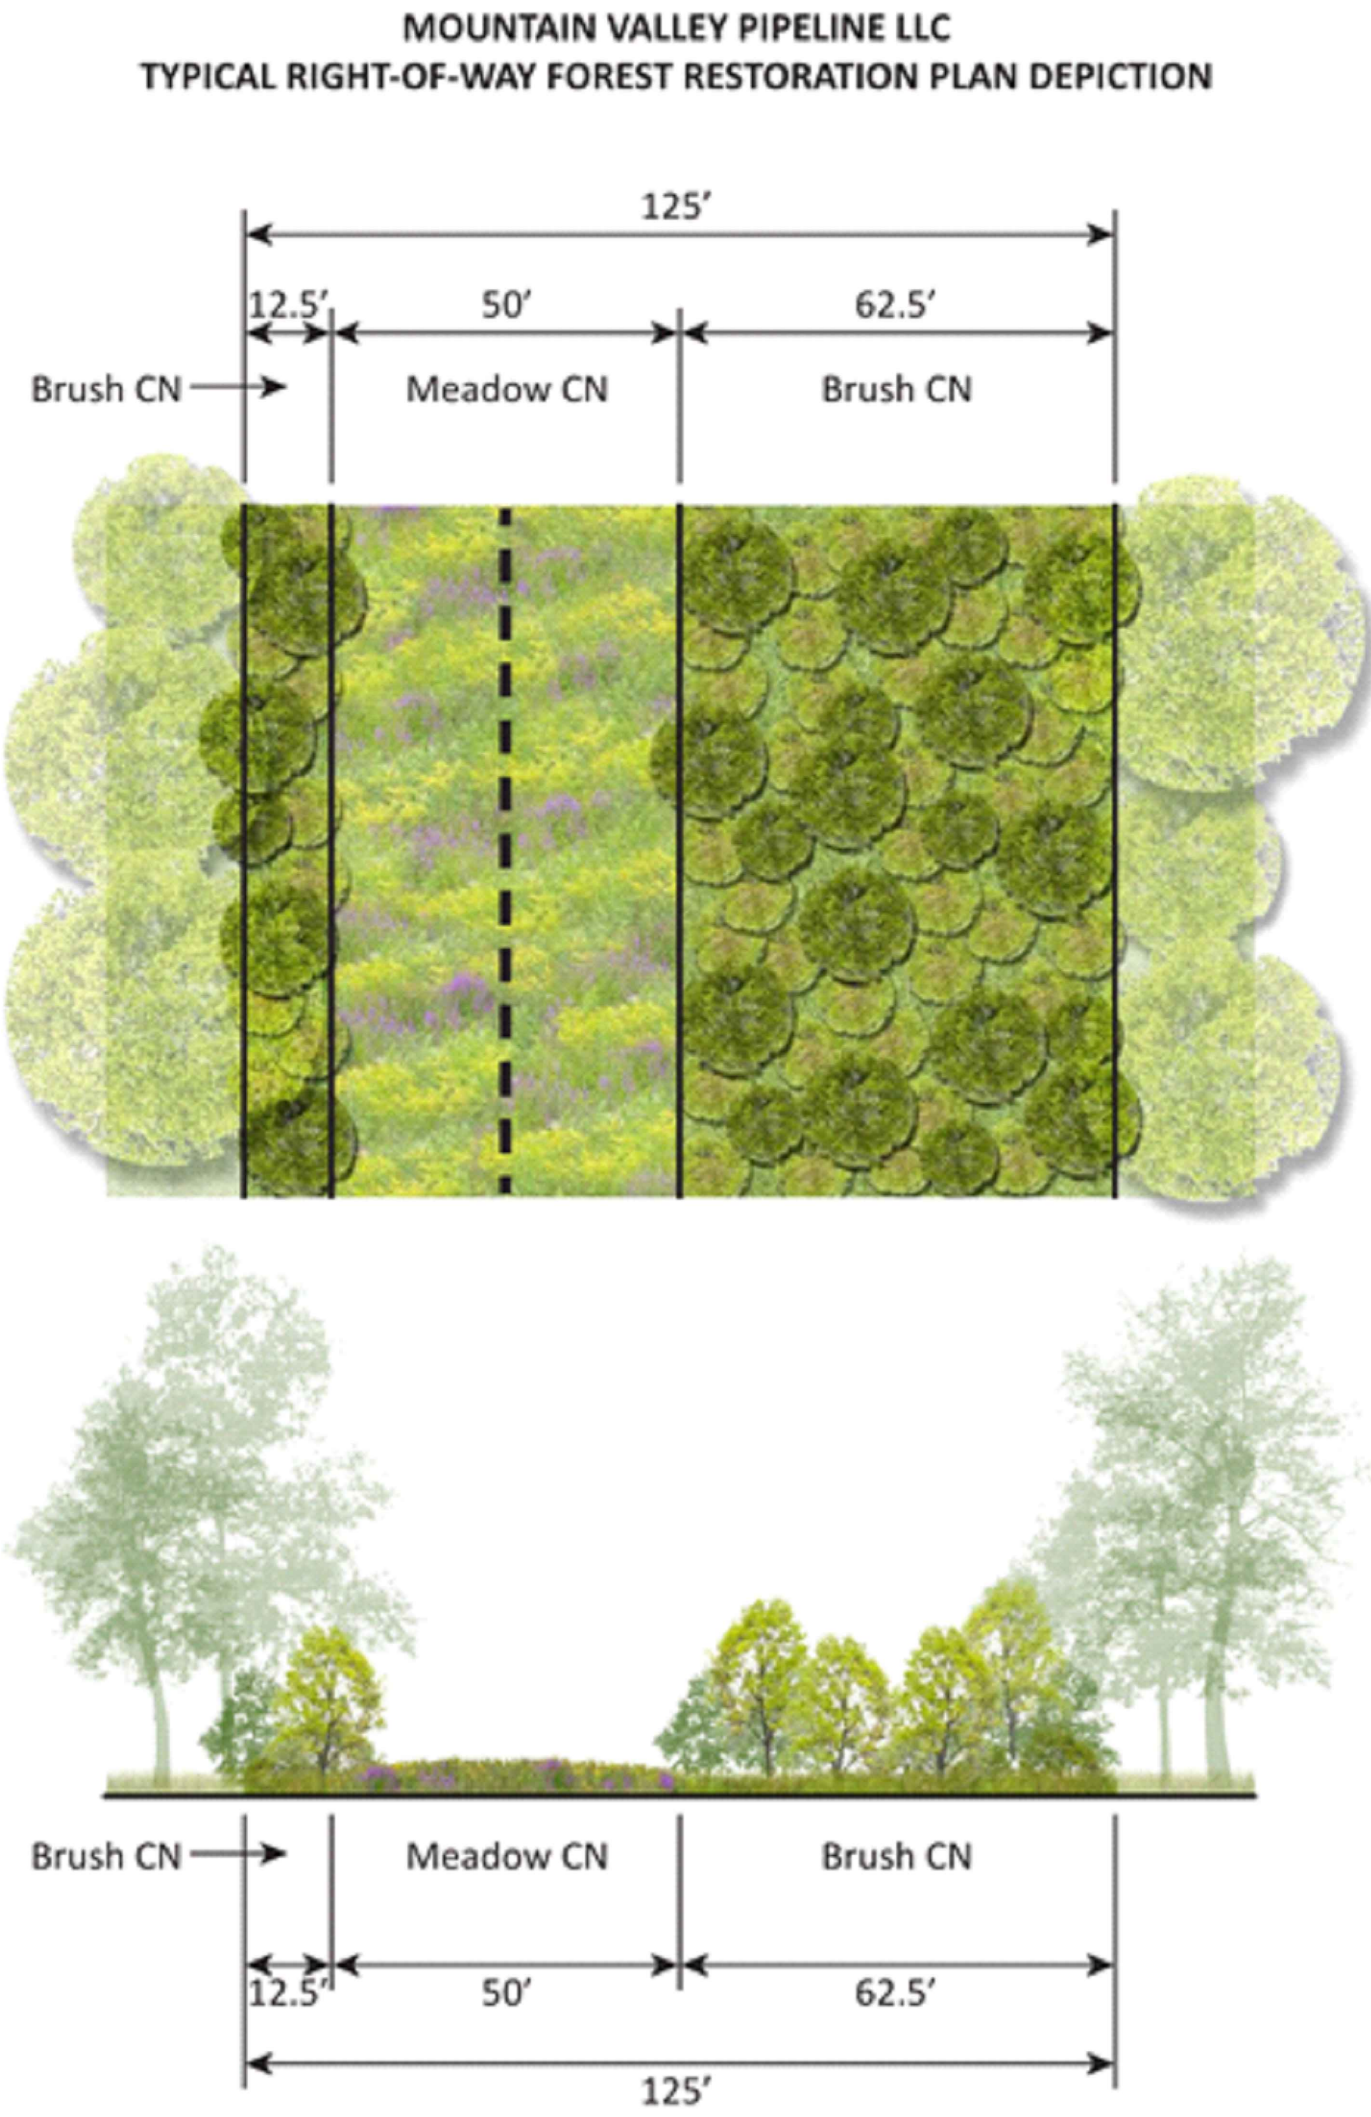 MOUNTAIN VALLEY PIPELINE LLC
TYPICAL RIGHT-OF-WAY FOREST RESTORATION PLAN DEPICTION
125′
12.5′ 50′ 62.5′
Brush CN Meadow CN Brush CN
Brush CN Meadow CN Brush CN
12.5′ 50′ 62.5′
125′